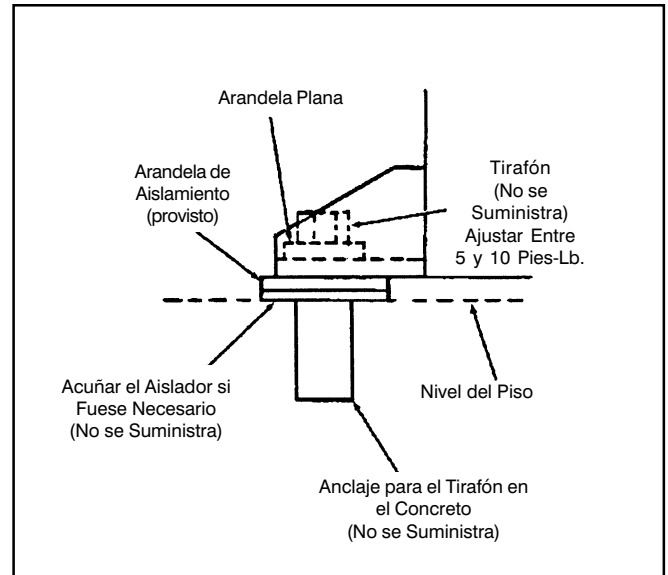 Arandela Plana
Arandela de
Aislamiento
(provisto)
Tirafón
(No se
Suministra)
Ajustar Entre
5 y 10 Pies-Lb.
Acuñar el Aislador si
Fuese Necesario
(No se Suministra)
Nivel del Piso
Anclaje para el Tirafón en
el Concreto
(No se Suministra)